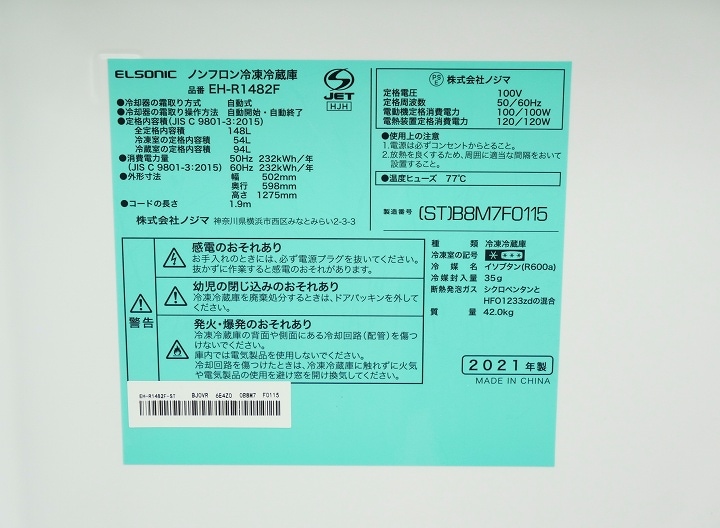 ELSONIC ノンフロン冷凍冷蔵庫
品番 EH-R1482F
S
JET
HJH
●冷却器の霜取り方式 自動式
●冷却器の霜取り操作方法 自動開始・自動終了
●定格内容積(JIS C 9801-3:2015)
全定格内容積 148L
冷凍室の定格内容積 54L
冷蔵室の定格内容積 94L
●消費電力量 50Hz 232kWh/年
(JIS C 9801-3:2015) 60Hz 232kWh/年
●外形寸法 幅 502mm
奥行 598mm
高さ 1275mm
●コードの長さ 1.9m
株式会社ノジマ 神奈川県横浜市西区みなとみらい2-3-3
PS
E
株式会社ノジマ
定格電圧 100V
定格周波数 50/60Hz
電動機定格消費電力 100/100W
電熱装置定格消費電力 120/120W
●使用上の注意
1.電源は必ずコンセントからとること。
2.放熱を良くするため、周囲に適当な間隔をおいて
設置すること。
●温度ヒューズ 77℃
製造番号 (ST)B8M7F0115
警告
感電のおそれあり
お手入れのときには、必ず電源プラグを抜いてください。
抜かずに作業すると感電のおそれがあります。
幼児の閉じ込みのおそれあり
冷凍冷蔵庫を廃棄処分するときは、ドアパッキンを外して
ください。
発火・爆発のおそれあり
冷凍冷蔵庫の背面や側面にある冷却回路(配管)を傷つ
けないでください。
庫内では電気製品を使用しないでください。
冷却回路を傷つけたときは、冷凍冷蔵庫に触れずに火気
や電気製品の使用を避け窓を開け換気してください。
種類 冷凍冷蔵庫
冷凍室の記号
冷媒 イソブタン(R600a)
冷媒封入量 35g
断熱発泡ガス シクロペンタンと
HFO1233zdの混合
質量 42.0kg
2021年製
MADE IN CHINA
EH-R1482F-ST BJ0VR 6E4Z0 0B8M7 F0115